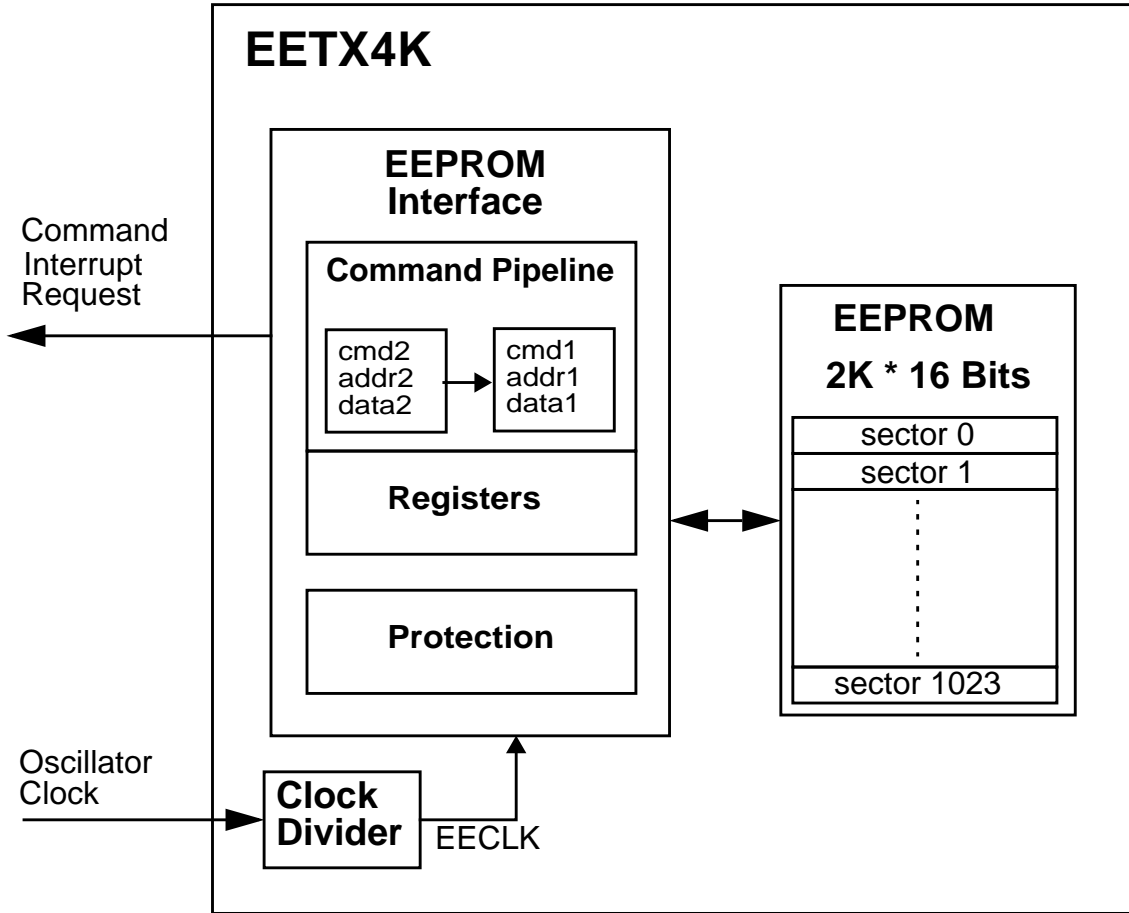 EETX4K
EEPROM
Interface
Command
Interrupt
Request
Command Pipeline
cmd2
addr2
data2
cmd1
addr1
data1
Registers
Protection
EEPROM
2K * 16 Bits
sector 0
sector 1
sector 1023
Oscillator
Clock
Clock
Divider
EECLK